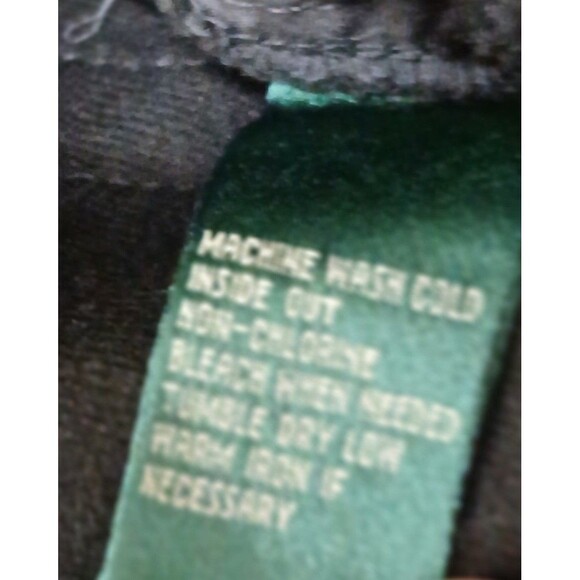 MACHINE WASH COLD
INSIDE OUT
NON-CHLORINE
BLEACH WHEN NEEDED
TUMBLE DRY LOW
WARM IRON IF
NECESSARY